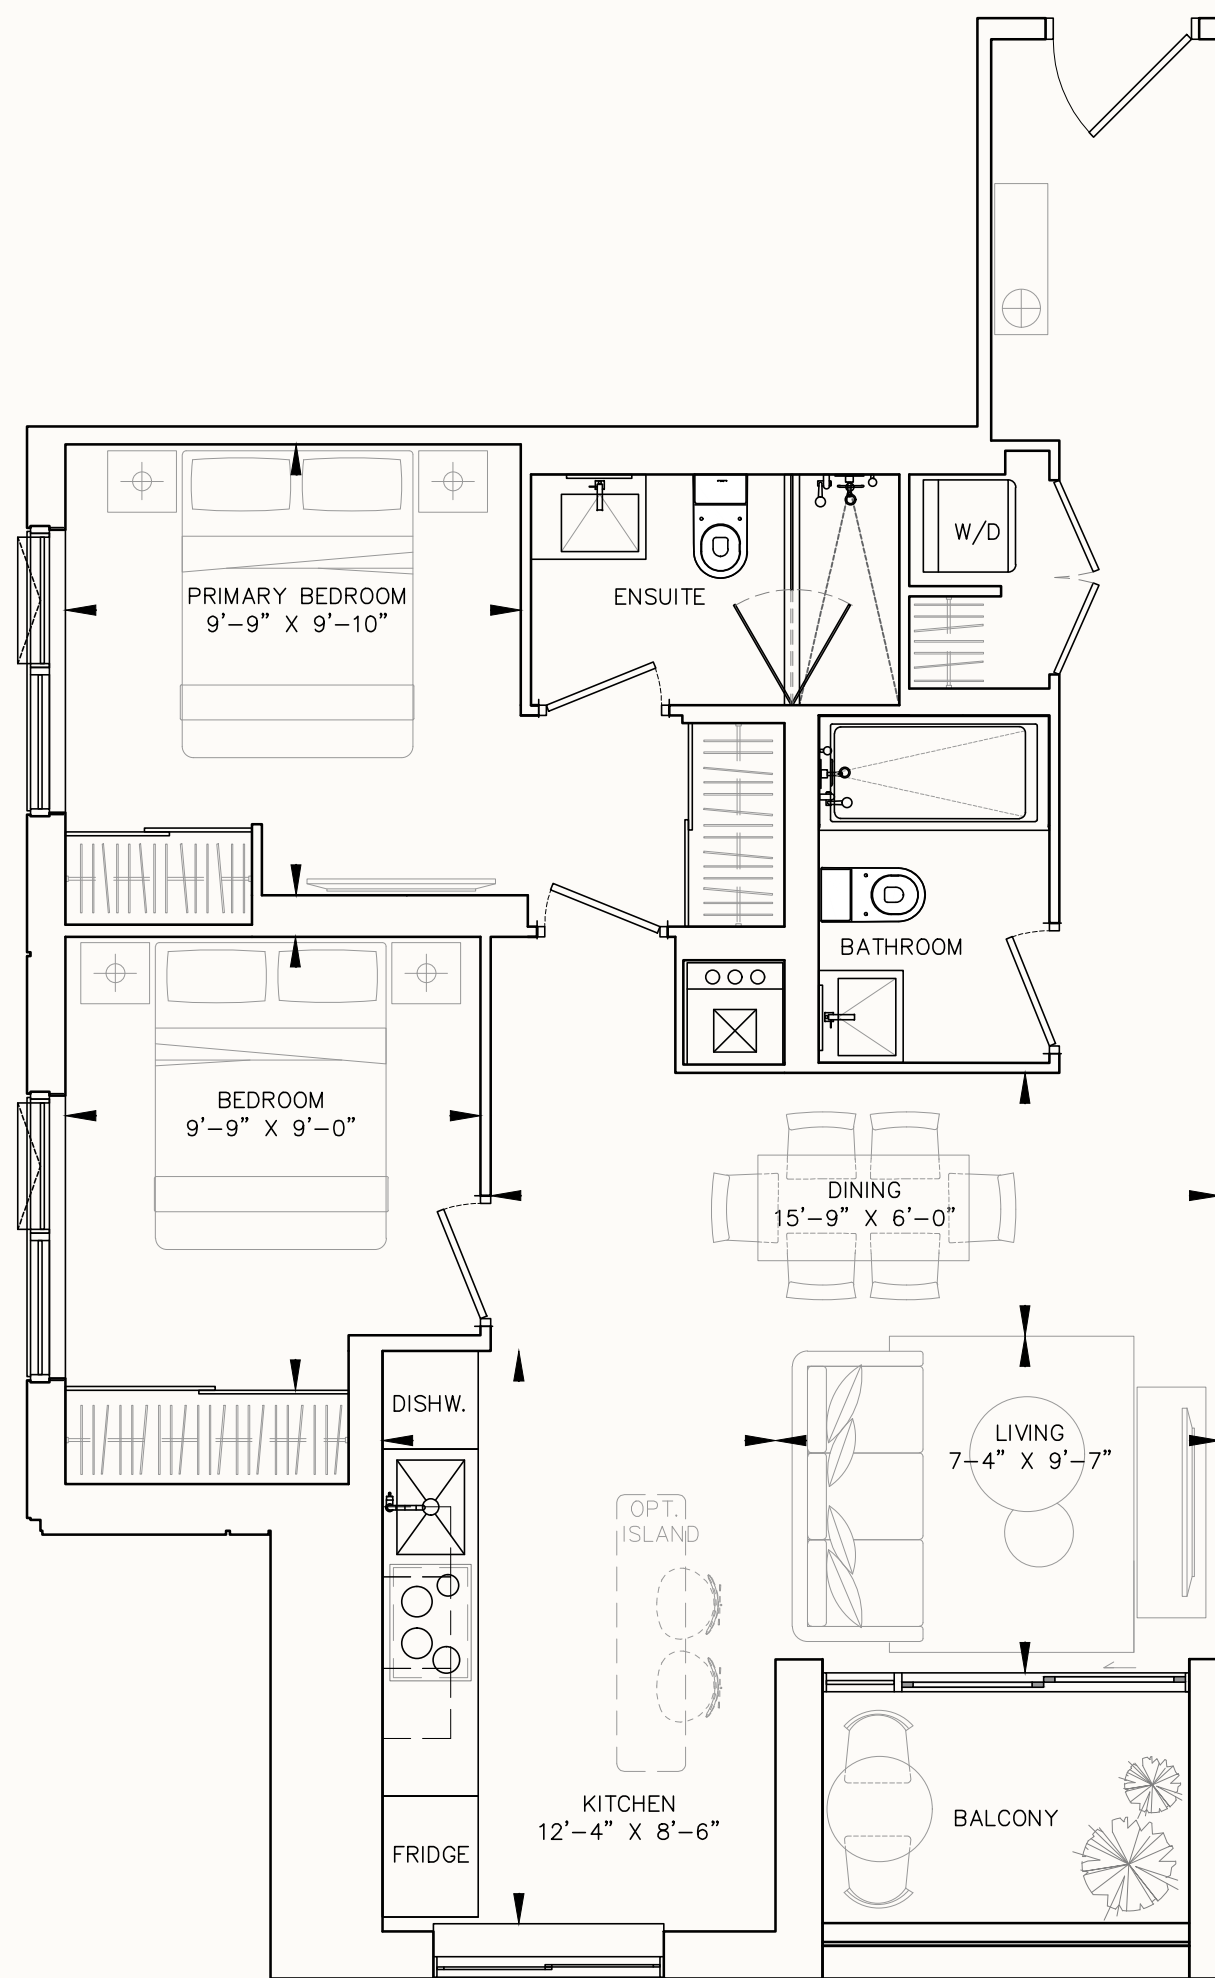 W/D
PRIMARY BEDROOM
9'-9" X 9'-10"
ENSUITE
BATHROOM
BEDROOM
9'-9" X 9'-0"
DINING
15'-9" X 6'-0"
DISHW.
LIVING
7-4" X 9'-7"
OPT.
ISLAND
KITCHEN
12'-4" X 8'-6"
BALCONY
FRIDGE